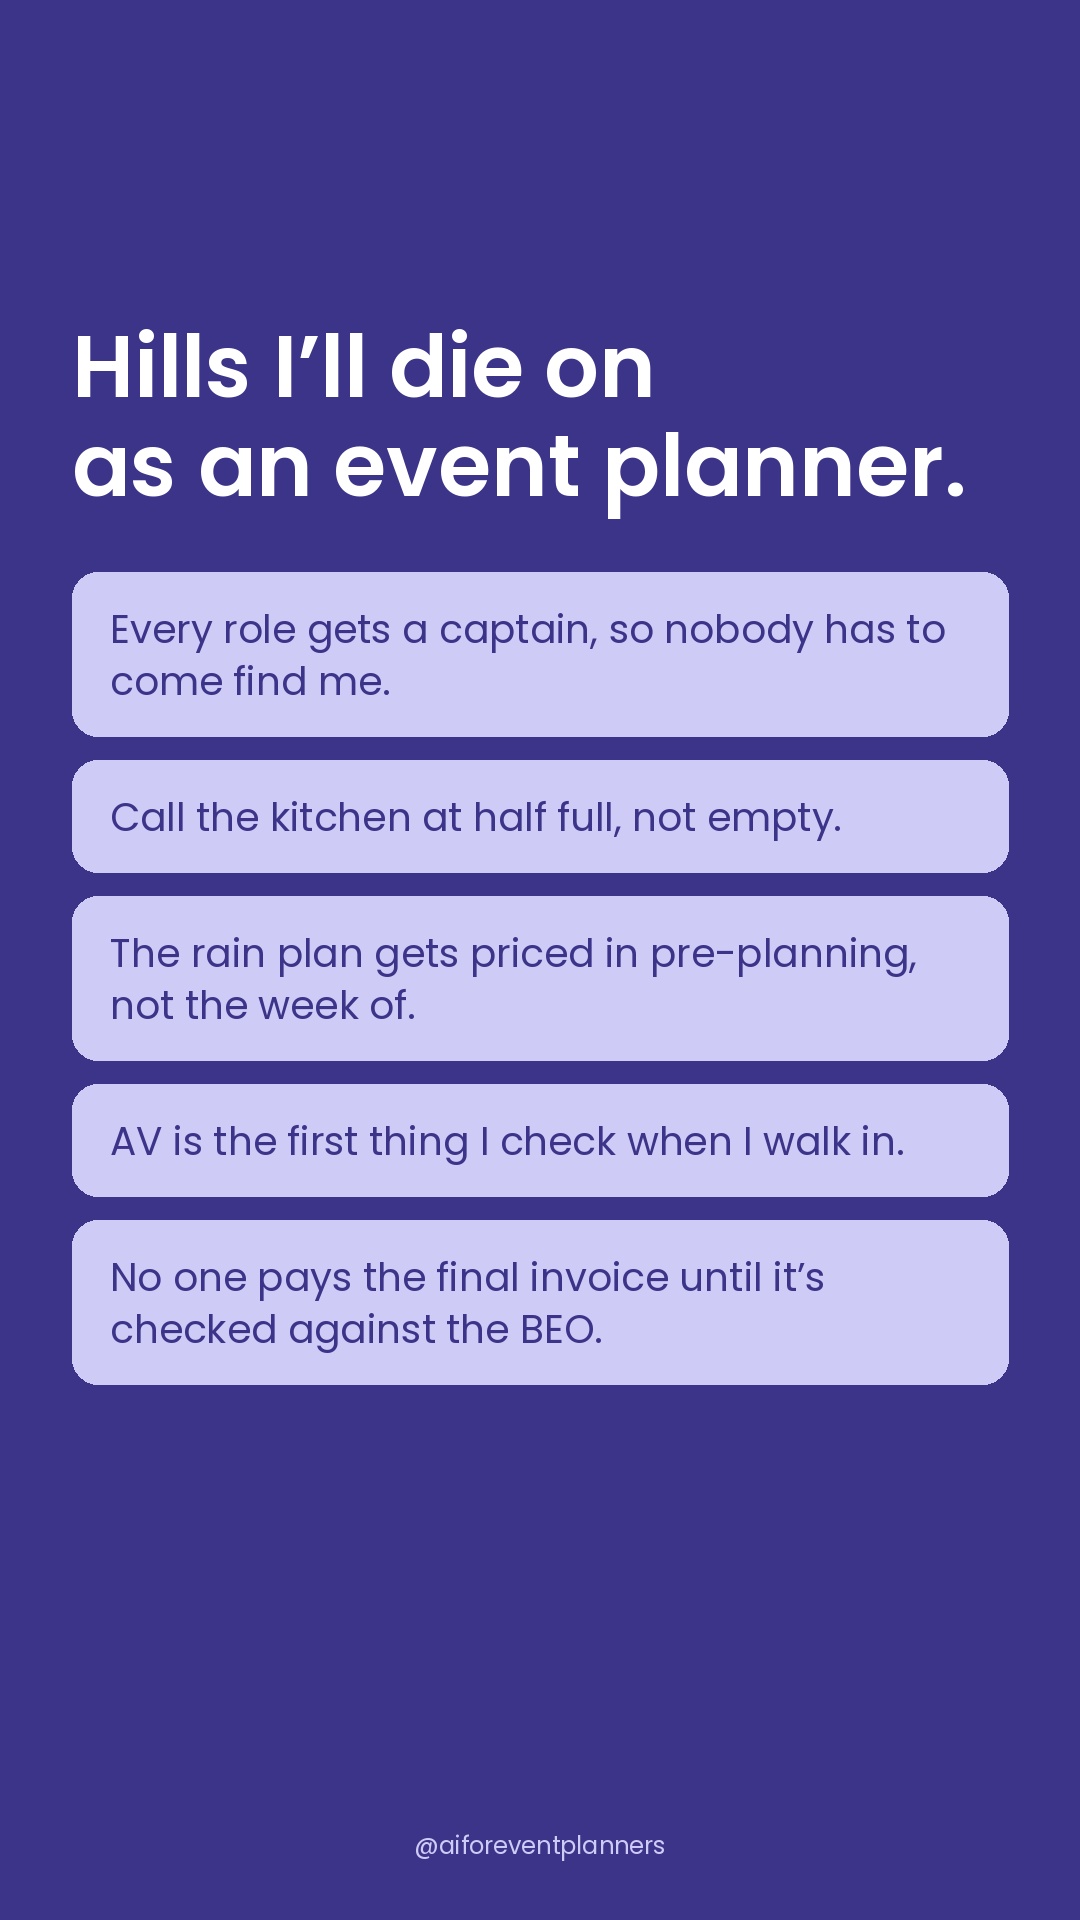 Hills I’ll die on
as an event planner.
Every role gets a captain, so nobody has to
come find me.
Call the kitchen at half full, not empty.
The rain plan gets priced in pre-planning,
not the week of.
AV is the first thing I check when I walk in.
No one pays the final invoice until it’s
checked against the BEO.
@aiforeventplanners